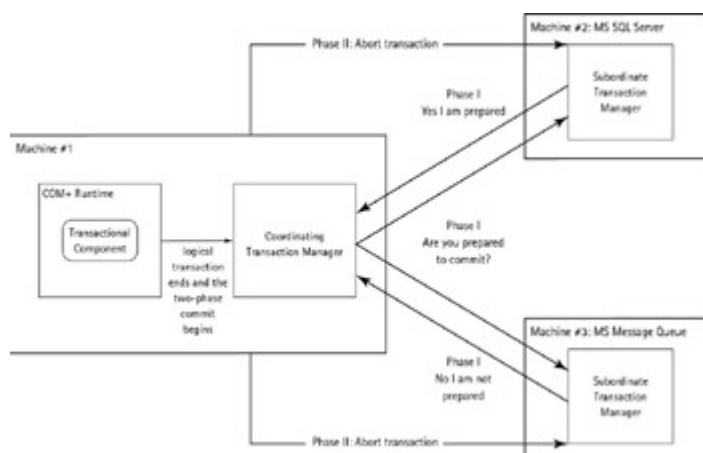 Machine #2: MS SQL Server
Phase II: Abort transaction
Subordinate
Transaction
Manager
Phase I
Yes I am prepared
Machine #1
COM+ Runtime
Transactional
Component
logical
transaction
ends and the
two-phase
commit
begins
Coordinating
Transaction Manager
Phase I
Are you prepared
to commit?
Machine #3: MS Message Queue
Phase I
No I am not
prepared
Subordinate
Transaction
Manager
Phase II: Abort transaction